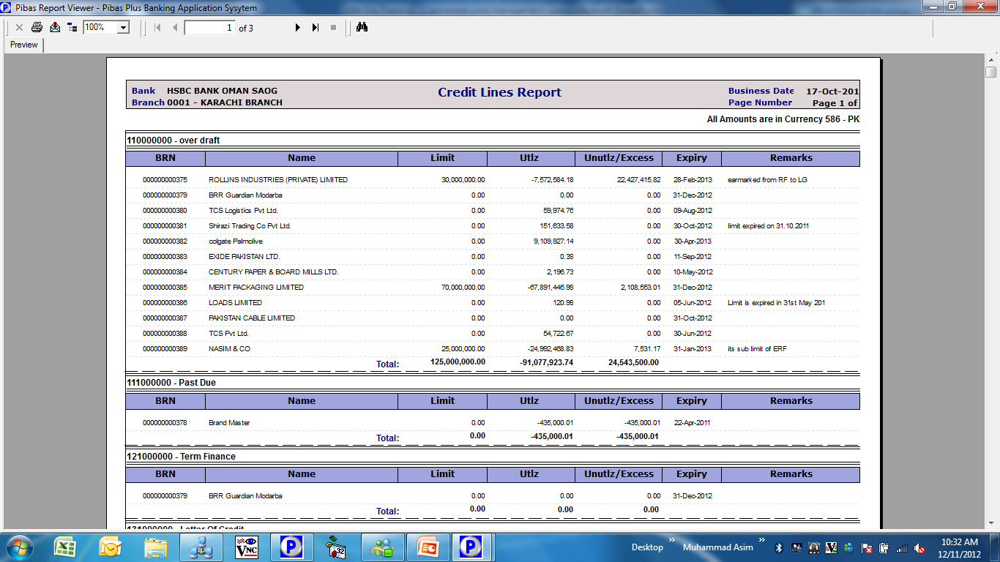 Pibas Report Viewer - Pibas Plus Banking Application Sysytem
100% 1 of 3
Preview
Bank HSBC BANK OMAN SAOG Credit Lines Report Business Date 17-Oct-201
Branch 0001 - KARACHI BRANCH Page Number Page 1 of
All Amounts are in Currency 586 - PK
110000000 - over draft
BRN Name Limit Utlz Unutlz/Excess Expiry Remarks
000000000375 ROLLINS INDUSTRIES (PRIVATE) LIMITED 30,000,000.00 -7,572,584.18 22,427,415.82 28-Feb-2013 earmarked from RF to LG
000000000379 BRR Guardian Modarba 0.00 0.00 0.00 31-Dec-2012
000000000380 TCS Logistics Pvt Ltd. 0.00 59,974.76 0.00 09-Aug-2012
000000000381 Shirazi Trading Co Pvt Ltd. 0.00 151,633.58 0.00 30-Oct-2012 limit expired on 31.10.2011
000000000382 colgate Palmolive 0.00 9,109,927.14 0.00 30-Apr-2013
000000000383 EXIDE PAKISTAN LTD. 0.00 0.39 0.00 11-Sep-2012
000000000384 CENTURY PAPER & BOARD MILLS LTD. 0.00 2,196.73 0.00 10-May-2012
000000000385 MERIT PACKAGING LIMITED 70,000,000.00 -67,891,446.99 2,108,553.01 31-Dec-2012
000000000386 LOADS LIMITED 0.00 120.99 0.00 05-Jun-2012 Limit is expired in 31st May 201
000000000387 PAKISTAN CABLE LIMITED 0.00 0.00 0.00 31-Oct-2012
000000000388 TCS Pvt Ltd. 0.00 54,722.67 0.00 30-Jun-2012
000000000389 NASIM & CO 25,000,000.00 -24,992,468.83 7,531.17 31-Jan-2013 its sub limit of ERF
Total: 125,000,000.00 -91,077,923.74 24,543,500.00
111000000 - Past Due
BRN Name Limit Utlz Unutlz/Excess Expiry Remarks
000000000378 Brand Master 0.00 -435,000.01 -435,000.01 22-Apr-2011
Total: 0.00 -435,000.01 -435,000.01
121000000 - Term Finance
BRN Name Limit Utlz Unutlz/Excess Expiry Remarks
000000000379 BRR Guardian Modarba 0.00 0.00 0.00 31-Dec-2012
Total: 0.00 0.00 0.00
131000000 - Letter Of Credit
VNC 32 Desktop » Muhammad Asim » 10:32 AM
12/11/2012